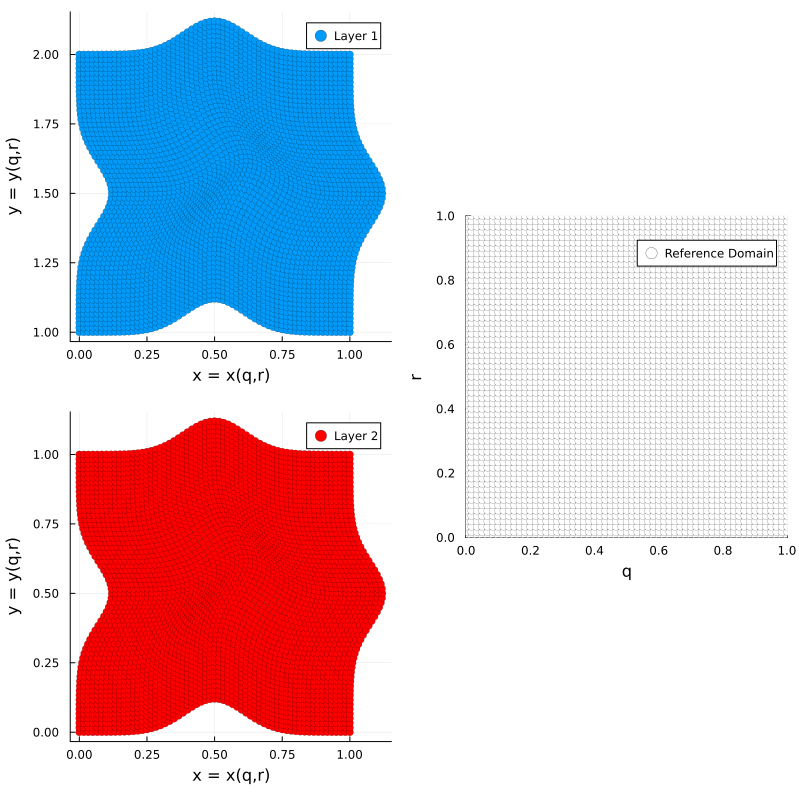 Layer 1
2.00
1.75
1.50
1.25
1.00
y = y(q,r)
0.00 0.25 0.50 0.75 1.00
x = x(q,r)
Layer 2
1.00
0.75
0.50
0.25
0.00
y = y(q,r)
0.00 0.25 0.50 0.75 1.00
x = x(q,r)
Reference Domain
1.0
0.8
0.6
0.4
0.2
0.0
r
0.0 0.2 0.4 0.6 0.8 1.0
q